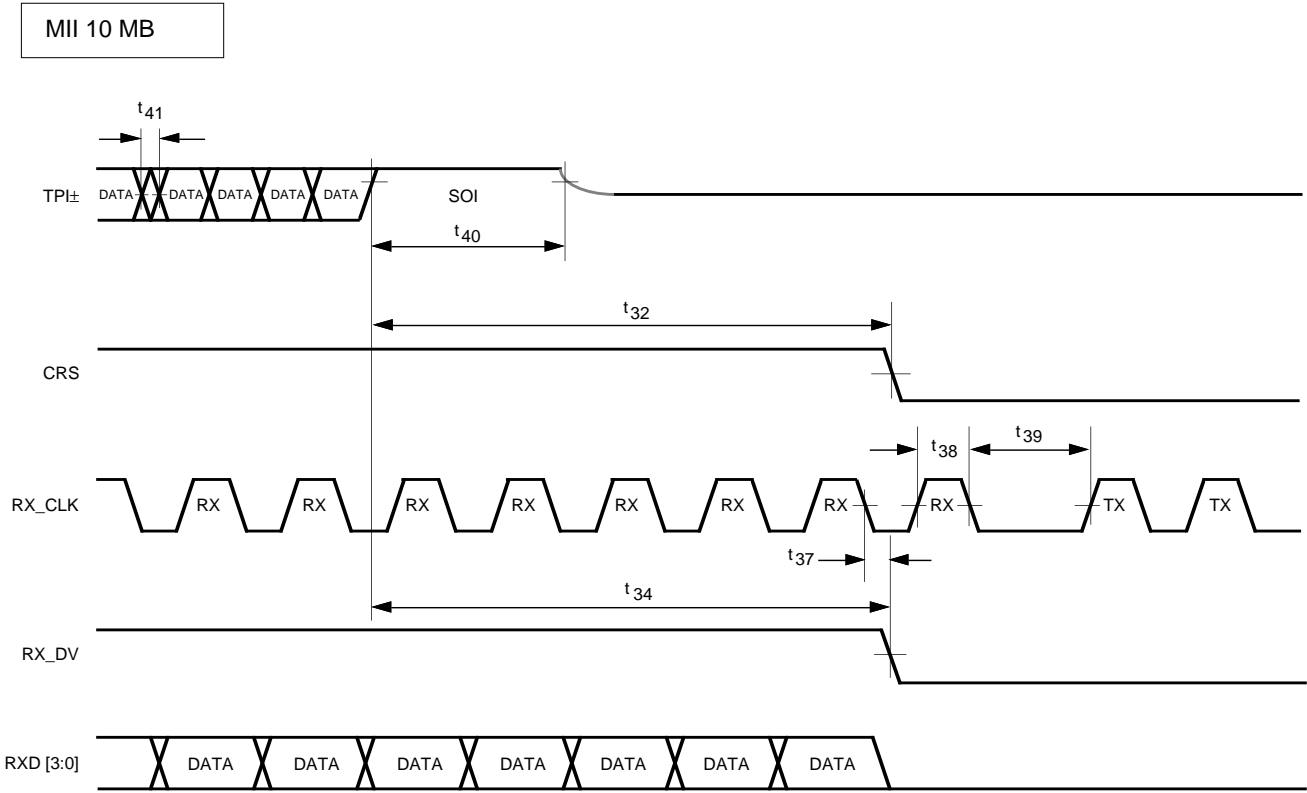 MII 10 MB
t41
TPI± DATA DATA DATA DATA DATA SOI
t40
t32
CRS
t38 t39
RX_CLK RX RX RX RX RX RX RX RX TX TX
t37
t34
RX_DV
RXD [3:0] DATA DATA DATA DATA DATA DATA DATA